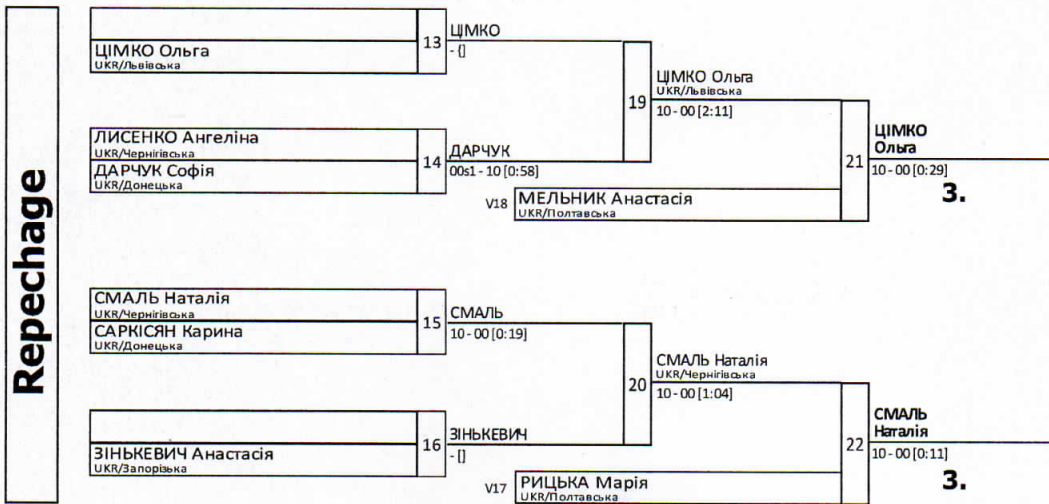 Repechage
13
ЦІМКО Ольга
UKR/Львівська
ЦІМКО
- []
ЛИСЕНКО Ангеліна
UKR/Чернігівська
14
ДАРЧУК Софія
UKR/Донецька
ДАРЧУК
00s1 - 10 [0:58]
19
ЦІМКО Ольга
UKR/Львівська
10 - 00 [2:11]
V18
МЕЛЬНИК Анастасія
UKR/Полтавська
21
ЦІМКО
Ольга
10 - 00 [0:29]
3.
СМАЛЬ Наталія
UKR/Чернігівська
15
САРКІСЯН Карина
UKR/Донецька
СМАЛЬ
10 - 00 [0:19]
16
ЗІНЬКЕВИЧ Анастасія
UKR/Запорізька
ЗІНЬКЕВИЧ
- []
20
СМАЛЬ Наталія
UKR/Чернігівська
10 - 00 [1:04]
V17
РИЦЬКА Марія
UKR/Полтавська
22
СМАЛЬ
Наталія
10 - 00 [0:11]
3.